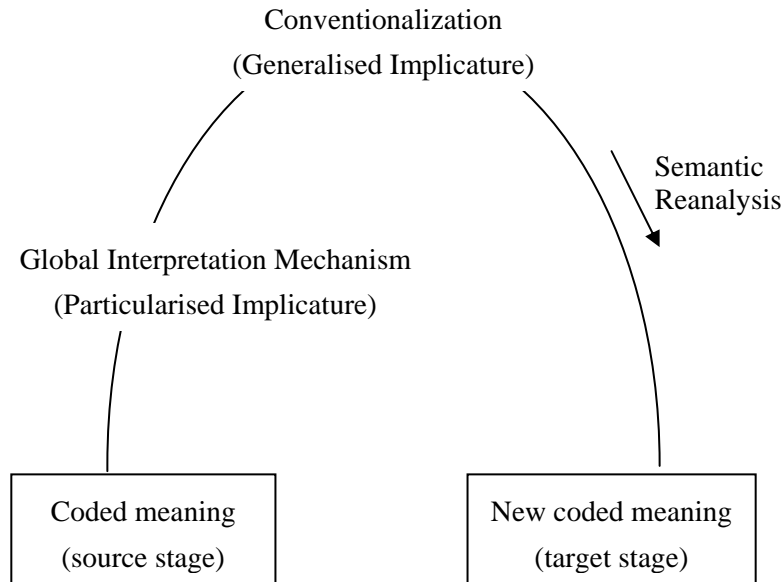 Conventionalization
(Generalised Implicature)
Semantic
Reanalysis
Global Interpretation Mechanism
(Particularised Implicature)
Coded meaning
(source stage)
New coded meaning
(target stage)